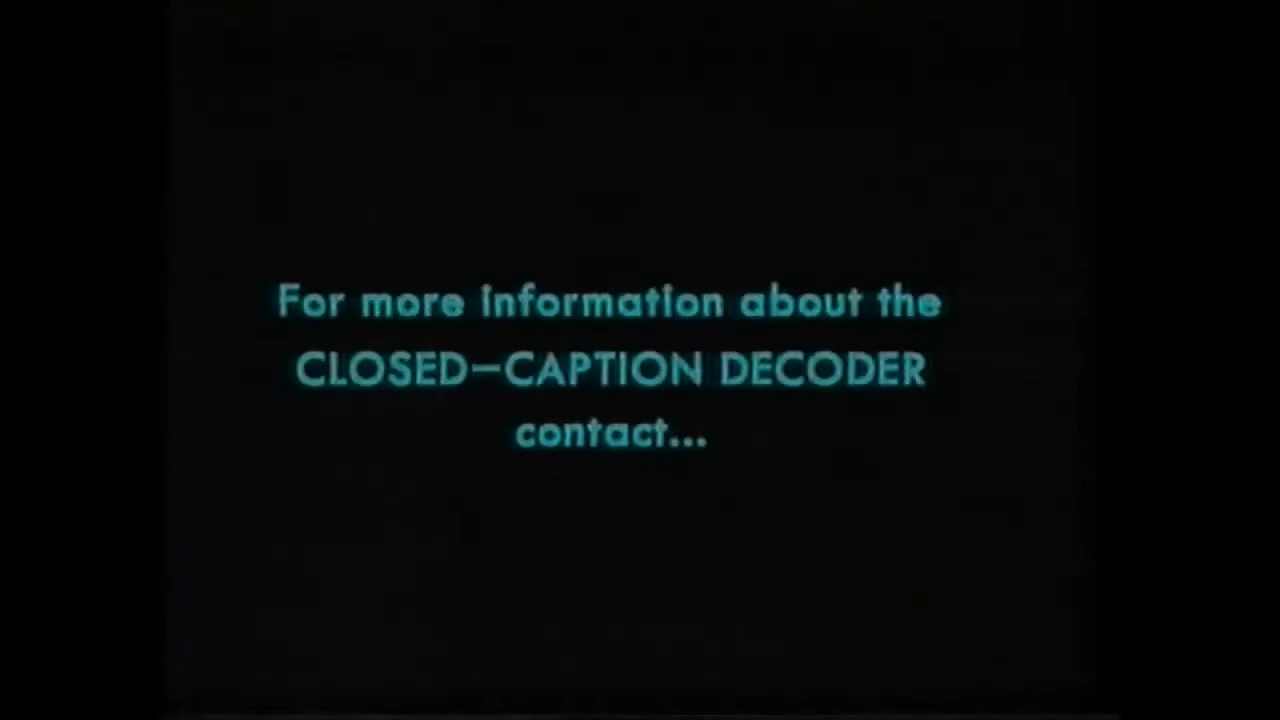 For more information about the
CLOSED-CAPTION DECODER
contact...